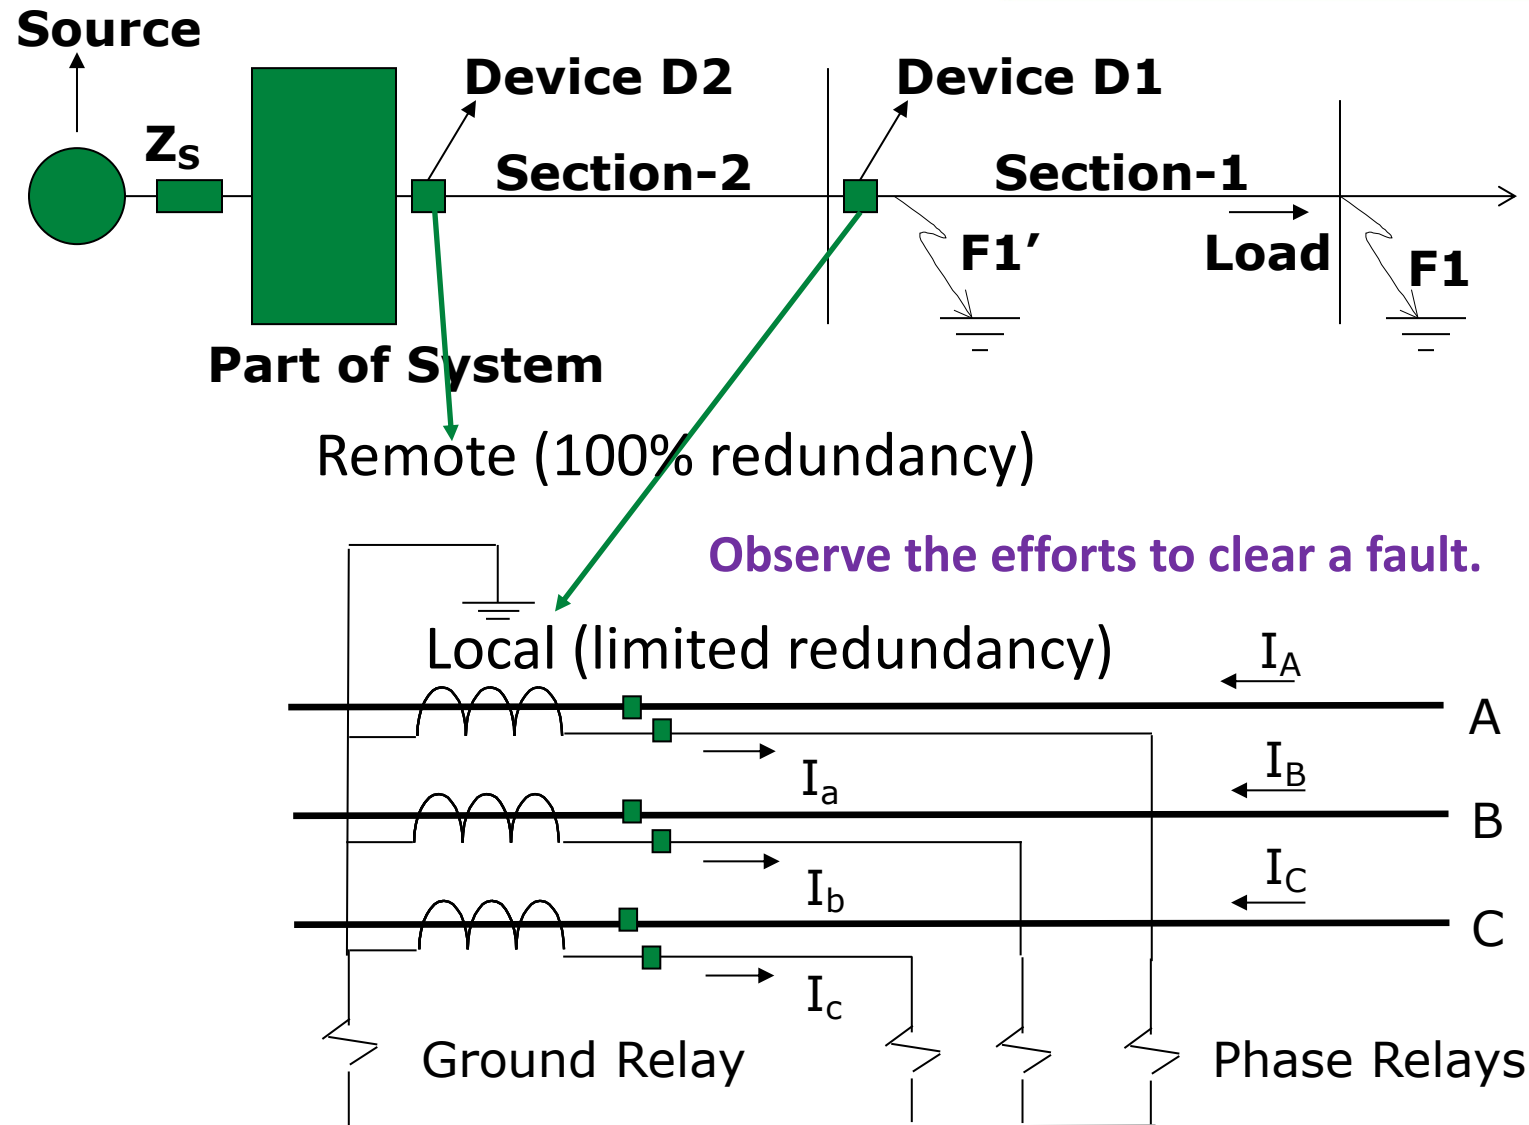 Source
Device D2
Device D1
Zs
Section-2
Section-1
F1’
Load
F1
Part of System
Remote (100% redundancy)
Observe the efforts to clear a fault.
Local (limited redundancy)
IA
A
Ia
IB
B
Ib
IC
C
Ic
Ground Relay
Phase Relays